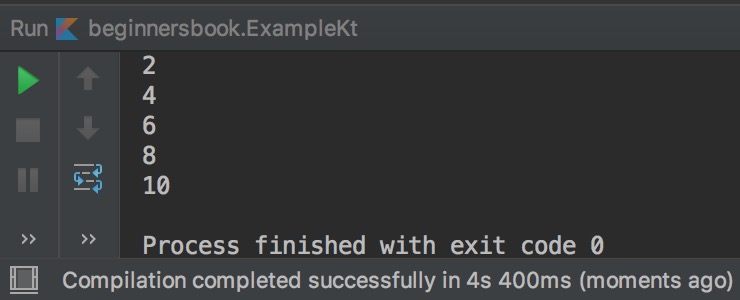 Run beginnersbook.ExampleKt
2
4
6
8
10
Process finished with exit code 0
Compilation completed successfully in 4s 400ms (moments ago)